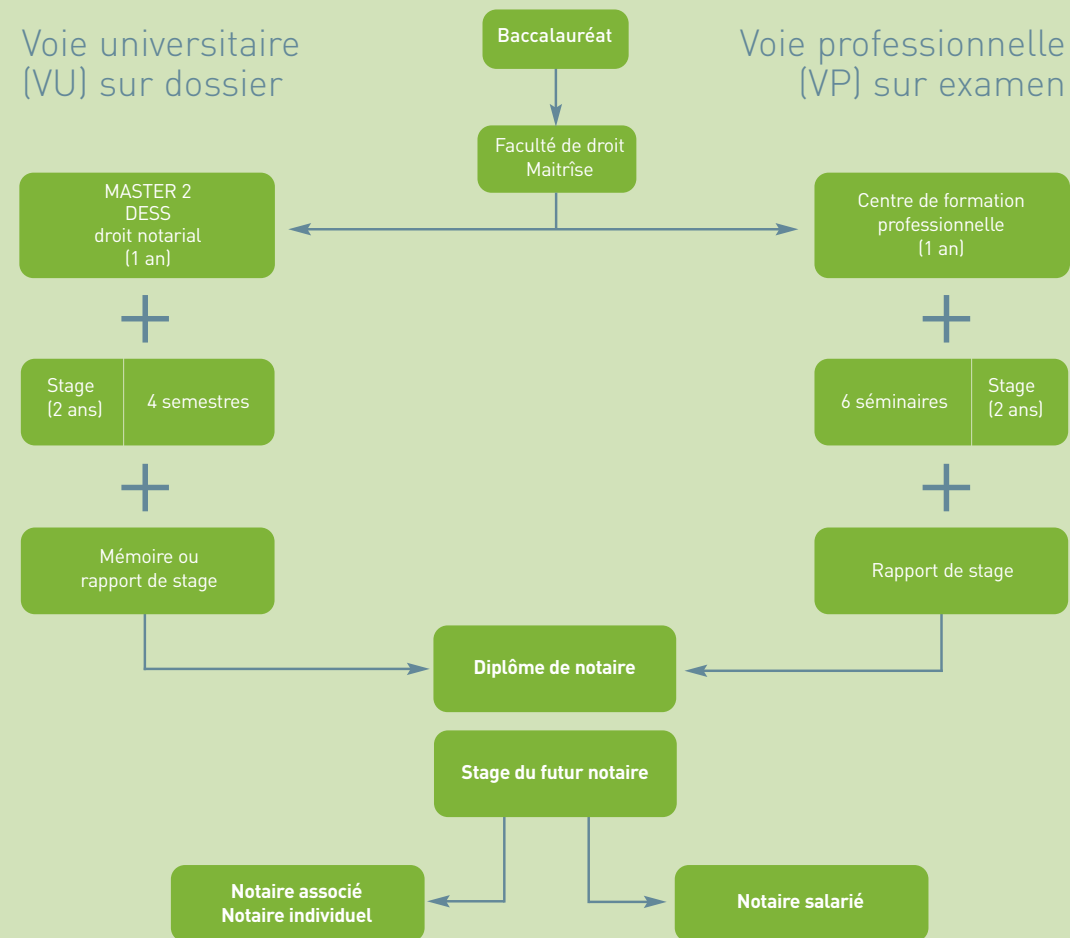 Voie universitaire
(VU) sur dossier
Baccalauréat
Voie professionnelle
(VP) sur examen
Faculté de droit
Maitrîse
MASTER 2
DESS
droit notarial
(1 an)
Centre de formation
professionnelle
(1 an)
+
+
Stage
(2 ans)
4 semestres
6 séminaires
Stage
(2 ans)
+
+
Mémoire ou
rapport de stage
Rapport de stage
Diplôme de notaire
Stage du futur notaire
Notaire associé
Notaire individuel
Notaire salarié